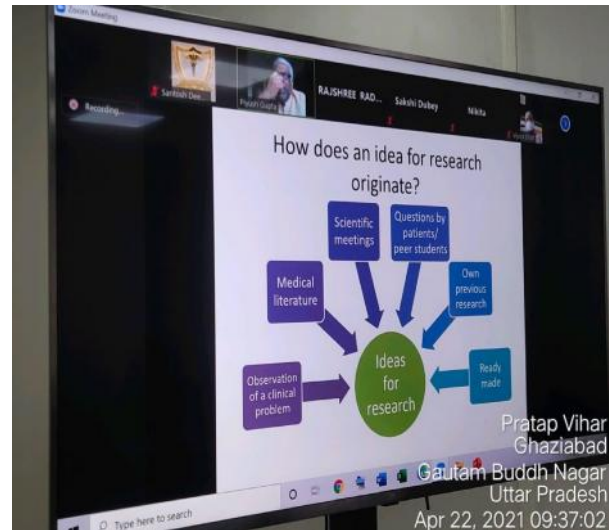 Zoom Meeting
Recording...
Santosh Dee...
Piyush Gupta
RAJSHREE RAD...
Sakshi Dubey
Nikita
How does an idea for research
originate?
Scientific
meetings
Questions by
patients/
peer students
Medical
literature
Own
previous
research
Observation
of a clinical
problem
Ideas
for
research
Ready
made
Type here to search
Pratap Vihar
Ghaziabad
Gautam Buddh Nagar
Uttar Pradesh
Apr 22, 2021 09:37:02